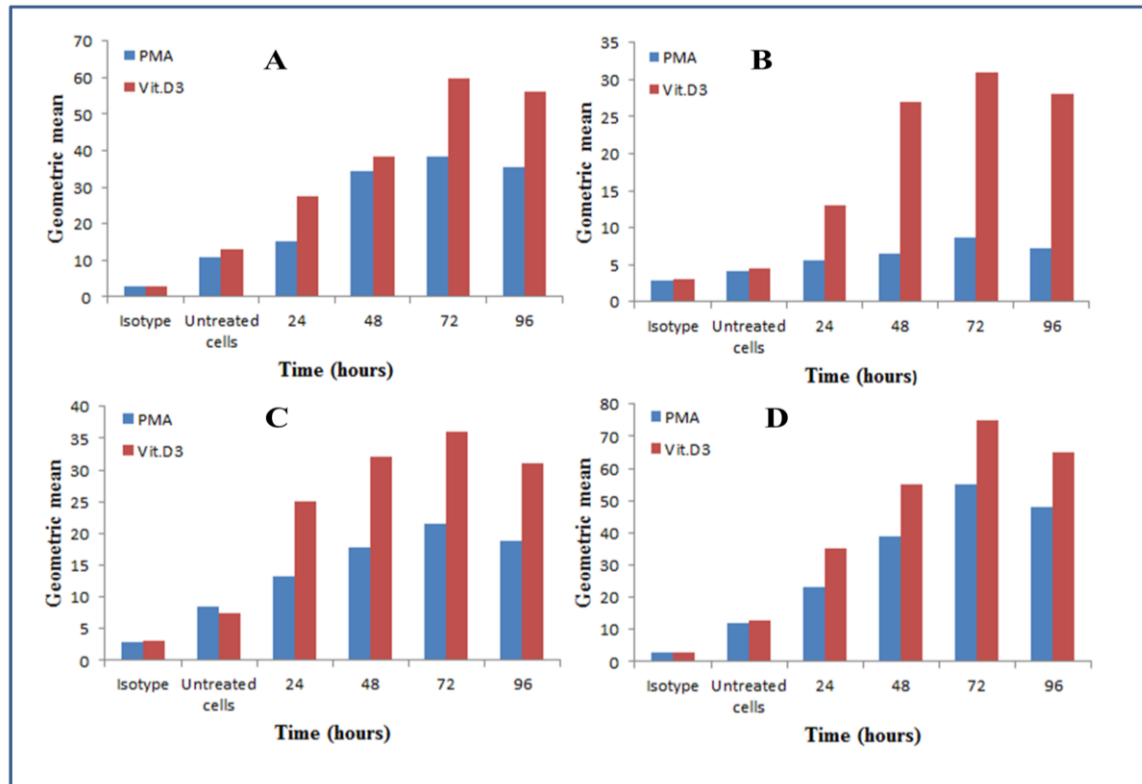 A
PMA
Vit.D3
Geometric mean
70
60
50
40
30
20
10
0
Isotype Untreated cells 24 48 72 96
Time (hours)
B
PMA
Vit.D3
Gometric mean
35
30
25
20
15
10
5
0
Isotype Untreated cells 24 48 72 96
Time (hours)
C
PMA
Vit.D3
Geometric mean
40
35
30
25
20
15
10
5
0
Isotype Untreated cells 24 48 72 96
Time (hours)
D
PMA
Vit.D3
Geometric mean
80
70
60
50
40
30
20
10
0
Isotype Untreated cells 24 48 72 96
Time (hours)